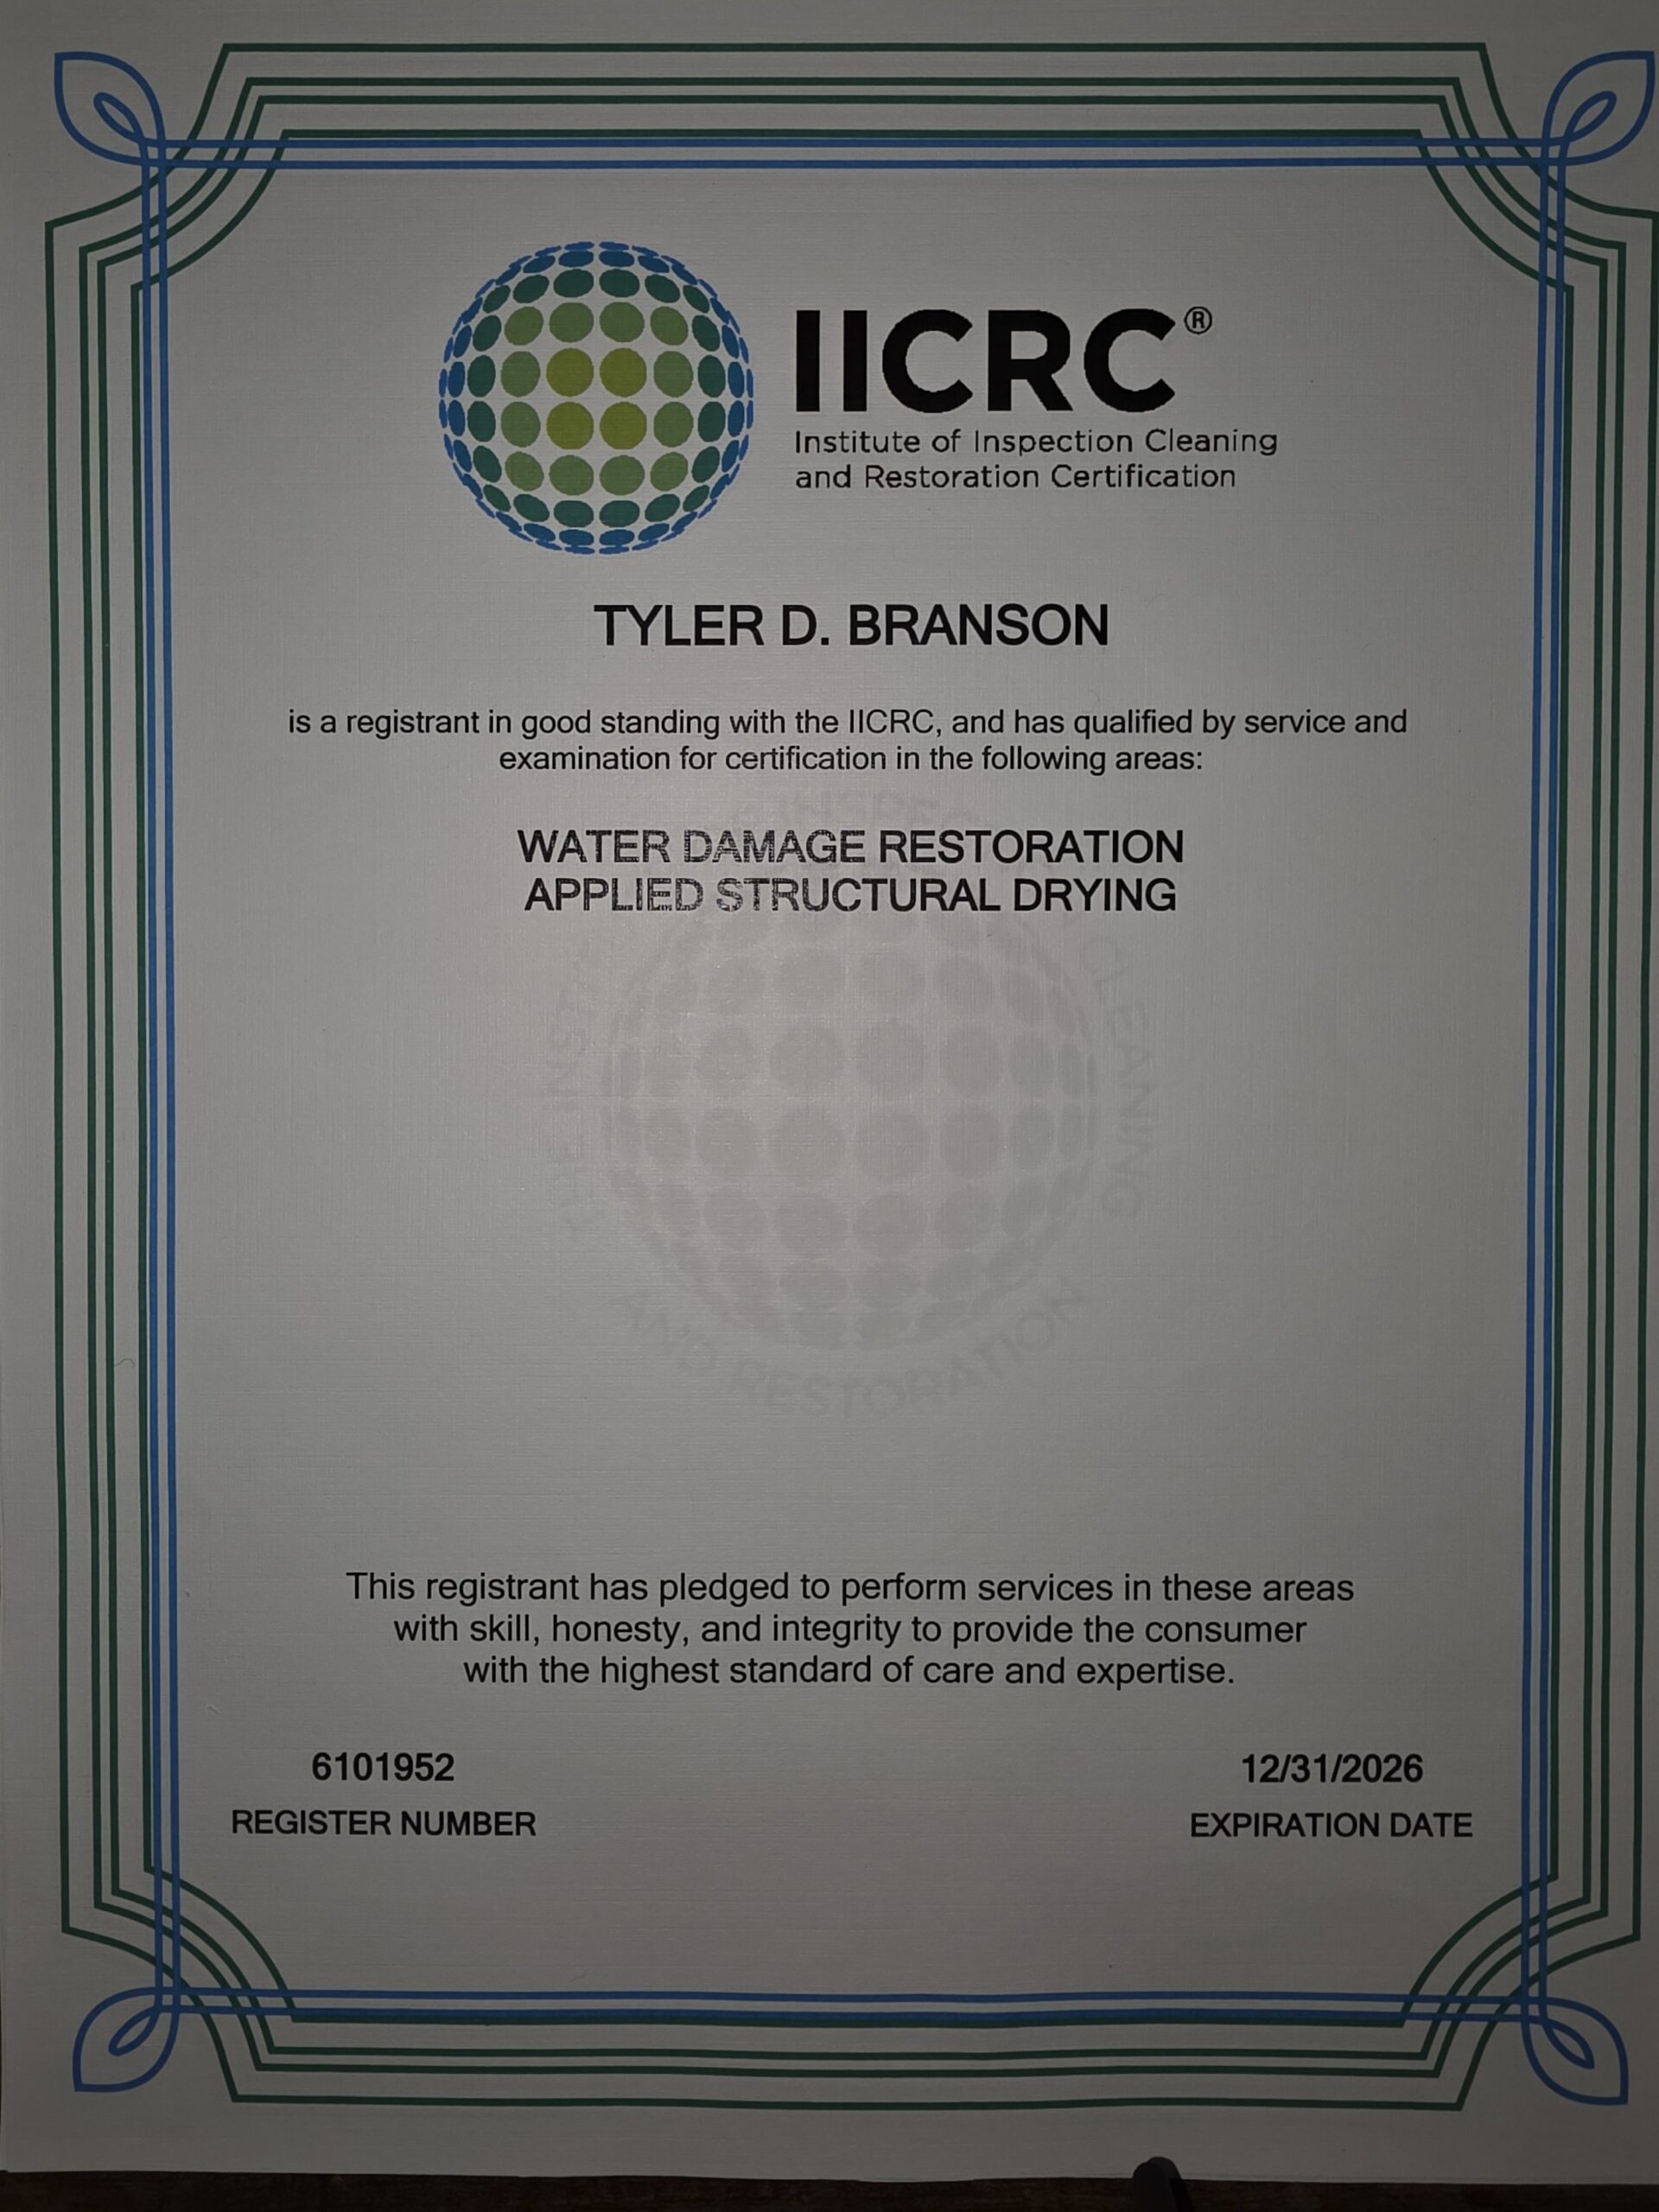 IICRC®
Institute of Inspection Cleaning
and Restoration Certification
TYLER D. BRANSON
is a registrant in good standing with the IICRC, and has qualified by service and
examination for certification in the following areas:
WATER DAMAGE RESTORATION
APPLIED STRUCTURAL DRYING
CLEANING
AND RESTORATION
This registrant has pledged to perform services in these areas
with skill, honesty, and integrity to provide the consumer
with the highest standard of care and expertise.
6101952
REGISTER NUMBER
12/31/2026
EXPIRATION DATE